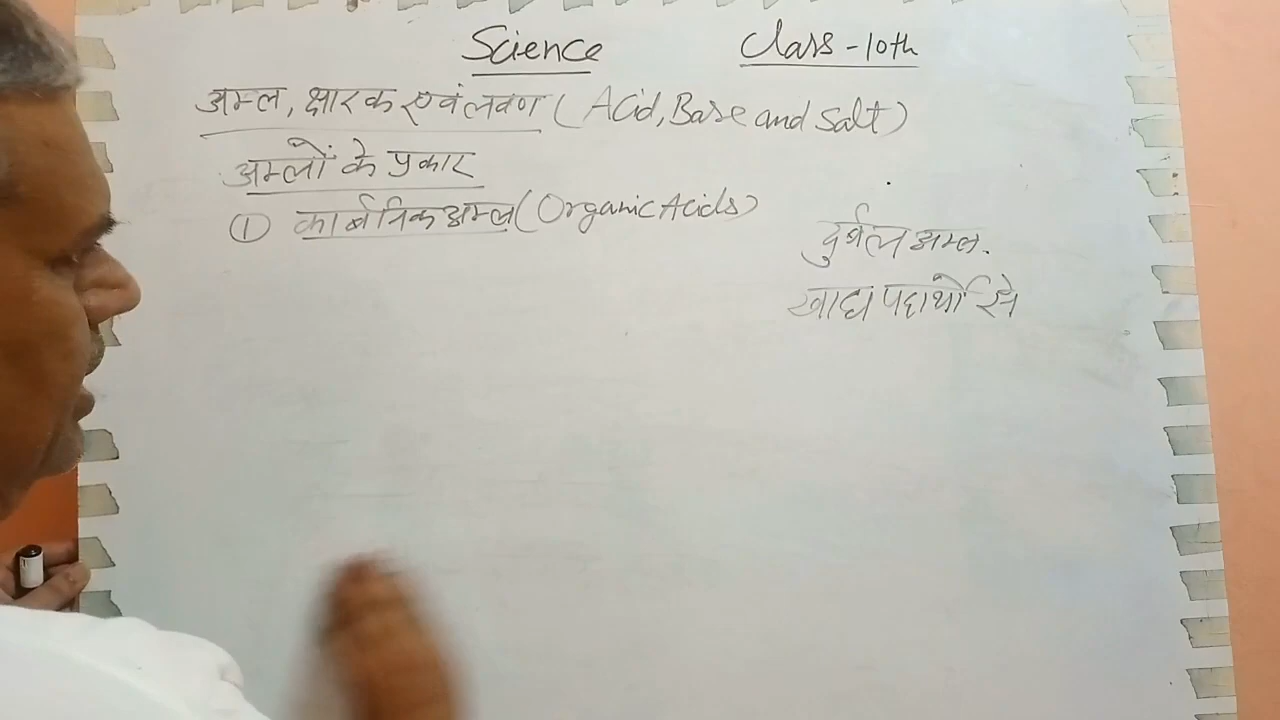 Science Class-10th
अम्ल, क्षारक एवं लवण (Acid, Base and Salt)
अम्लों के प्रकार
① कार्बनिक अम्ल (Organic Acids)
दुर्बल अम्ल.
खाद्य पदार्थों से